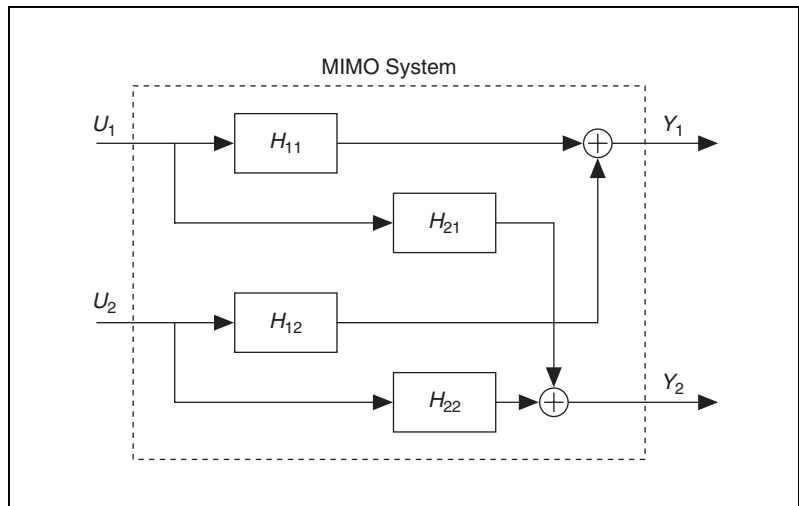 MIMO System
U₁
H₁₁
Y₁
H₂₁
U₂
H₁₂
H₂₂
Y₂